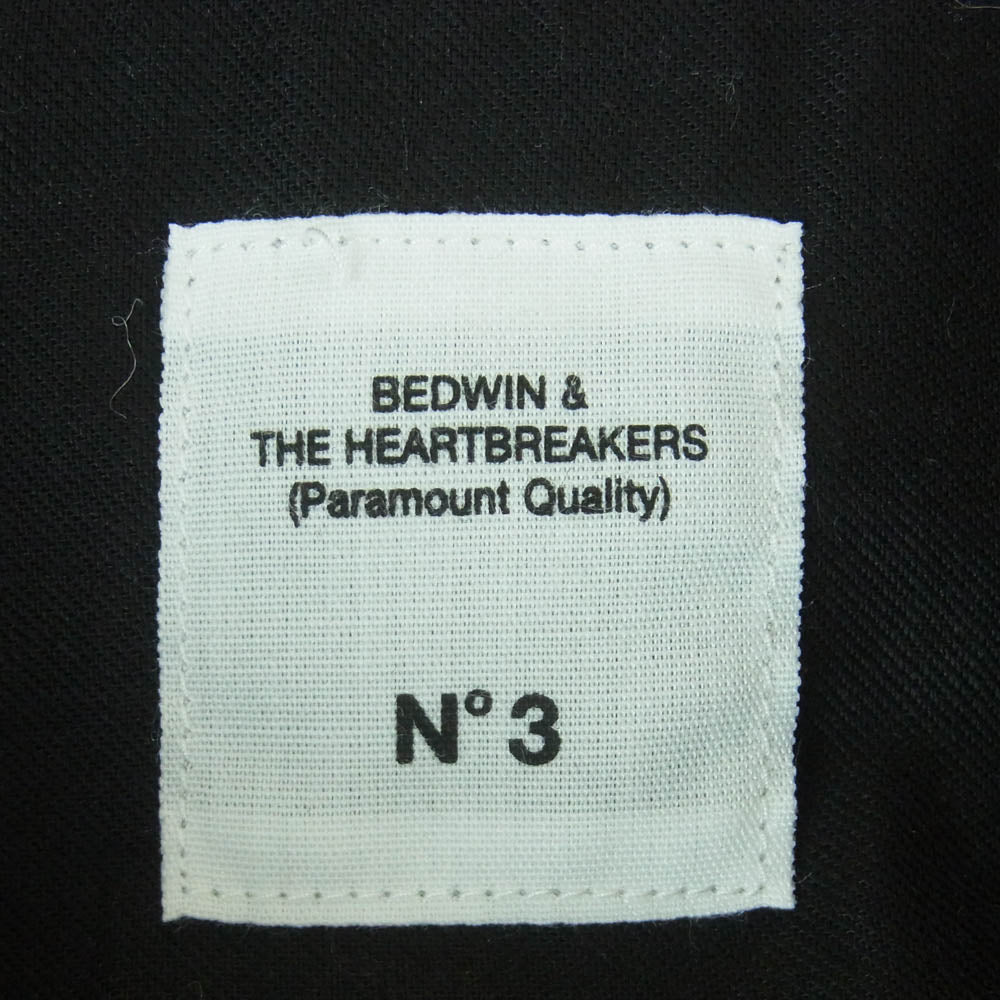 BEDWIN &
THE HEARTBREAKERS
(Paramount Quality)
N° 3